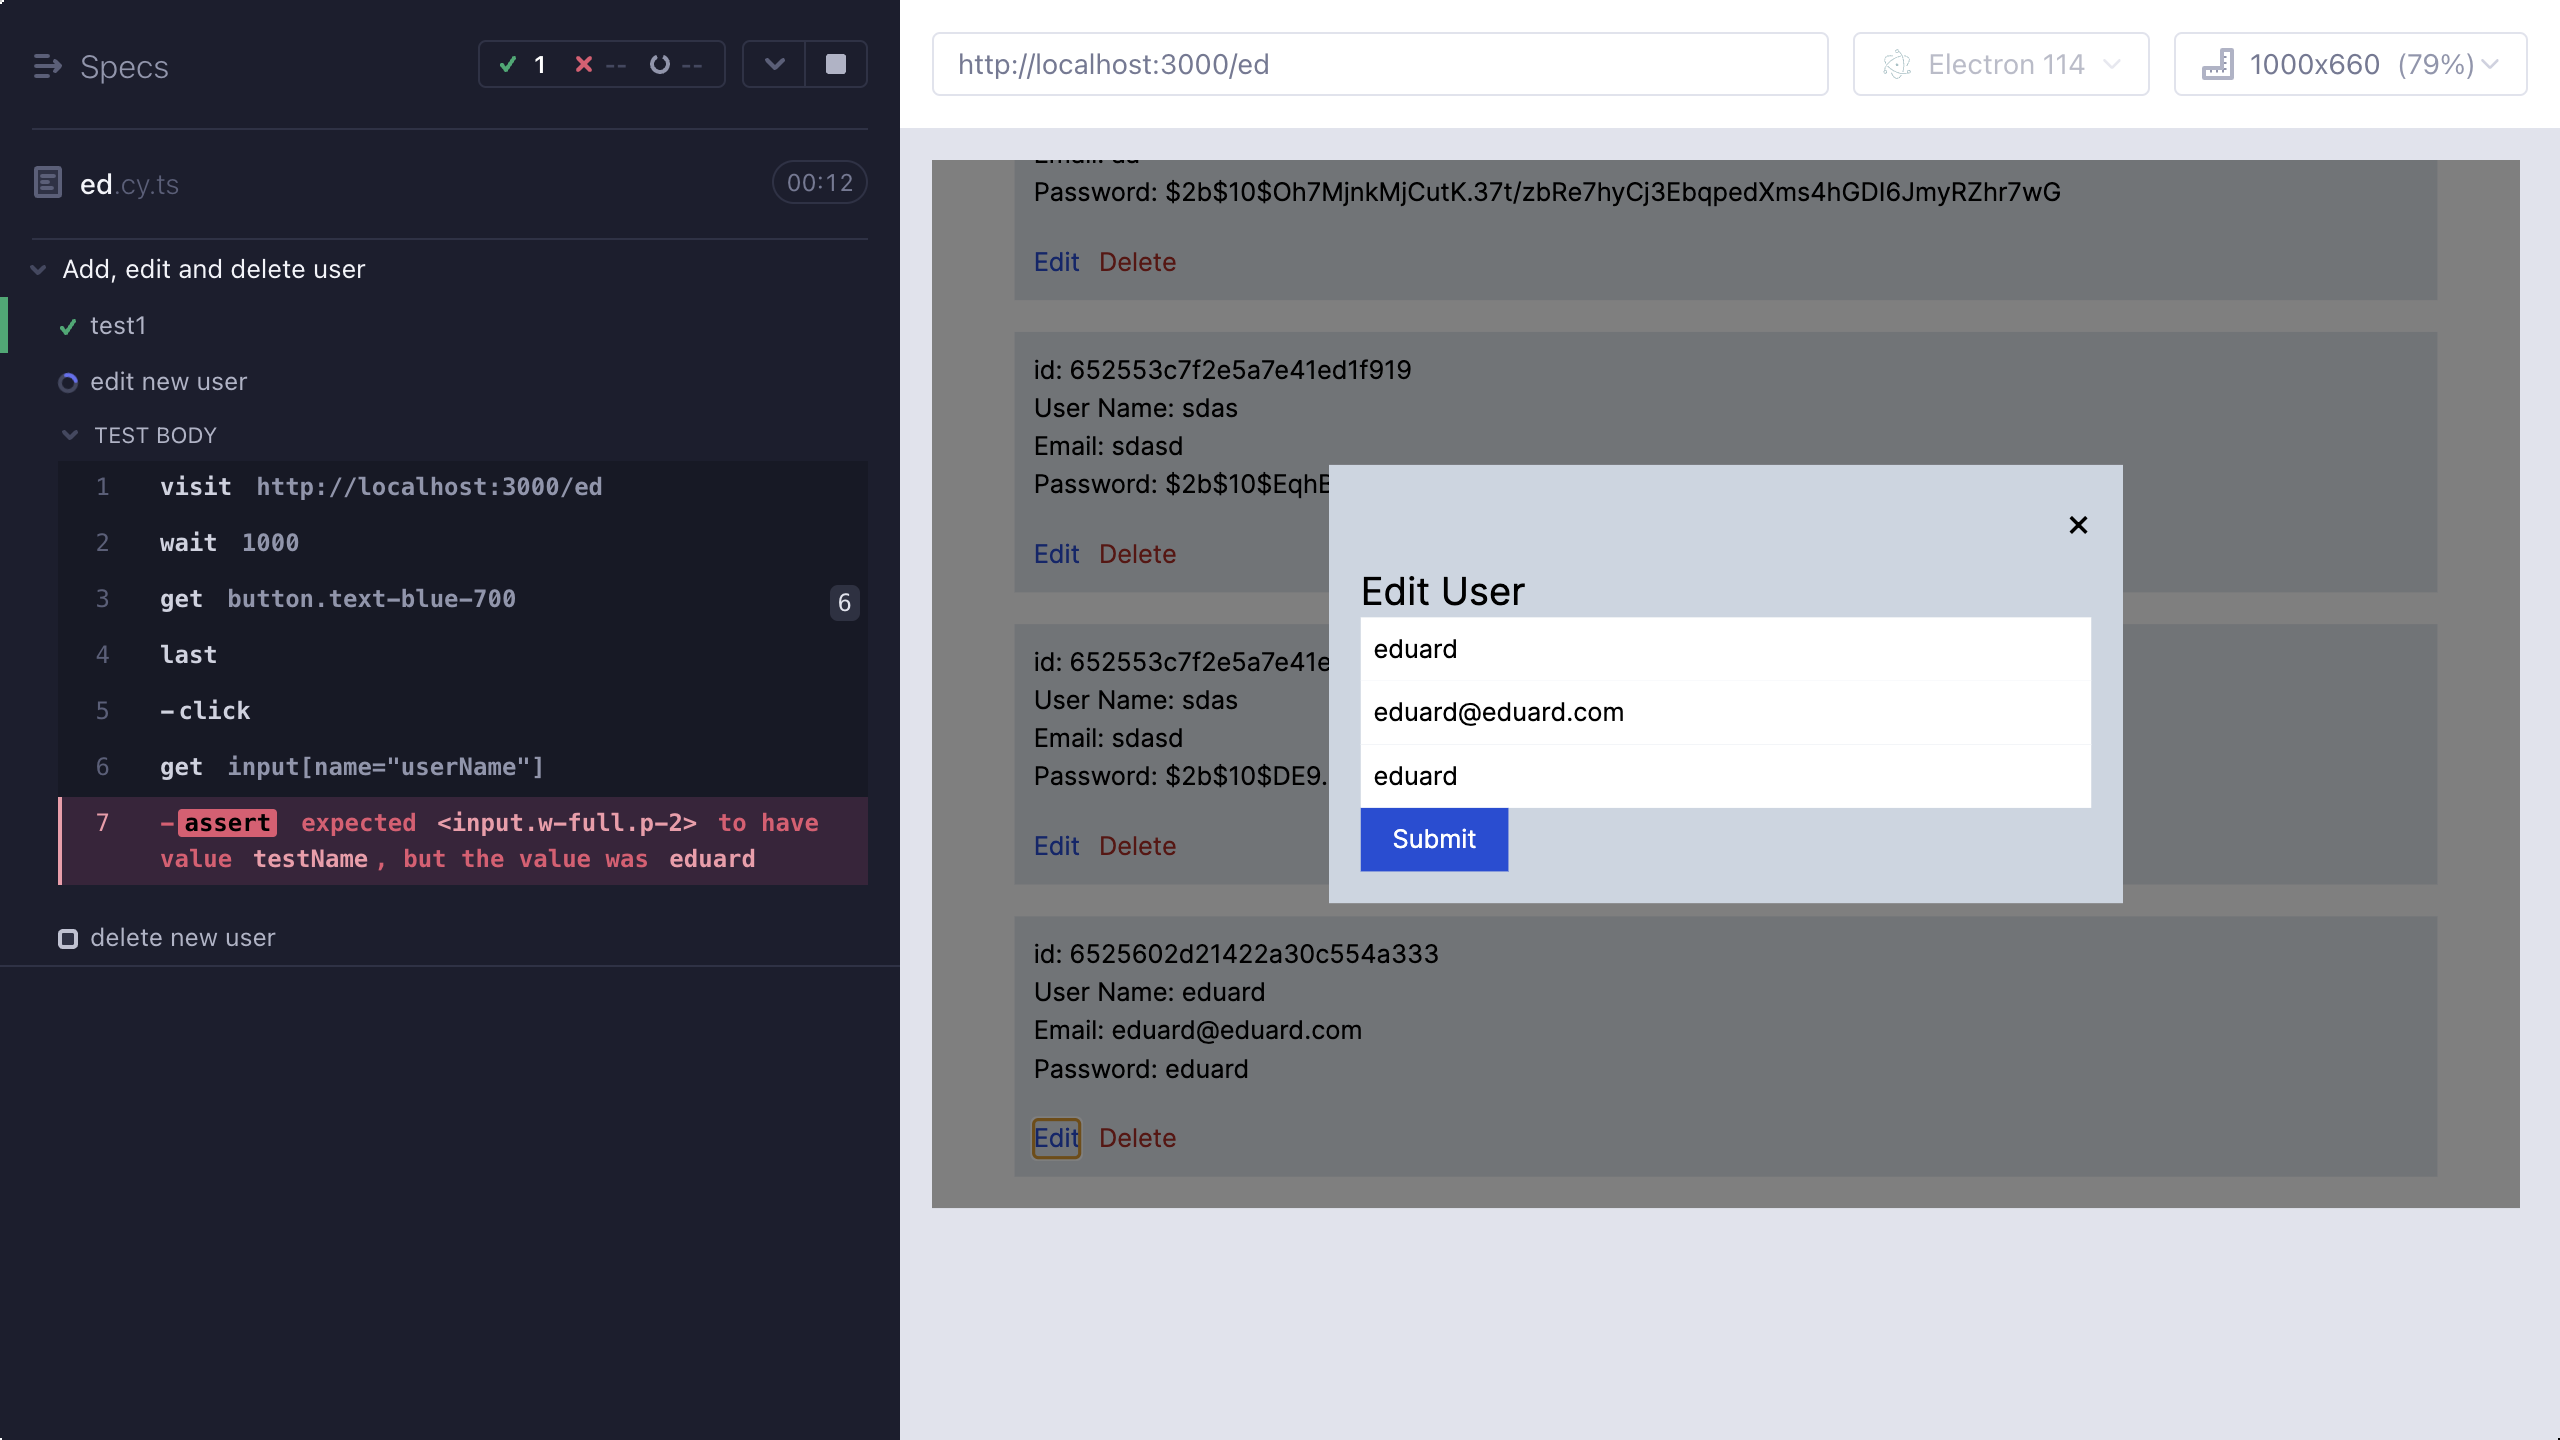 Specs
1 -- --
ed.cy.ts
00:12
Add, edit and delete user
test1
edit new user
TEST BODY
1 visit http://localhost:3000/ed
2 wait 1000
3 get button.text-blue-700 6
4 last
5 -click
6 get input[name="userName"]
7 -assert expected <input.w-full.p-2> to have
value testName, but the value was eduard
delete new user
http://localhost:3000/ed
Electron 114
1000x660 (79%)
Password: $2b$10$Oh7MjnkMjCutK.37t/zbRe7hyCj3EbqpedXms4hGDI6JmyRZhr7wG
Edit Delete
id: 652553c7f2e5a7e41ed1f919
User Name: sdas
Email: sdasd
Password: $2b$10$EqhB
Edit Delete
id: 652553c7f2e5a7e41e
User Name: sdas
Email: sdasd
Password: $2b$10$DE9.
Edit Delete
Edit User
eduard
eduard@eduard.com
eduard
Submit
id: 6525602d21422a30c554a333
User Name: eduard
Email: eduard@eduard.com
Password: eduard
Edit Delete